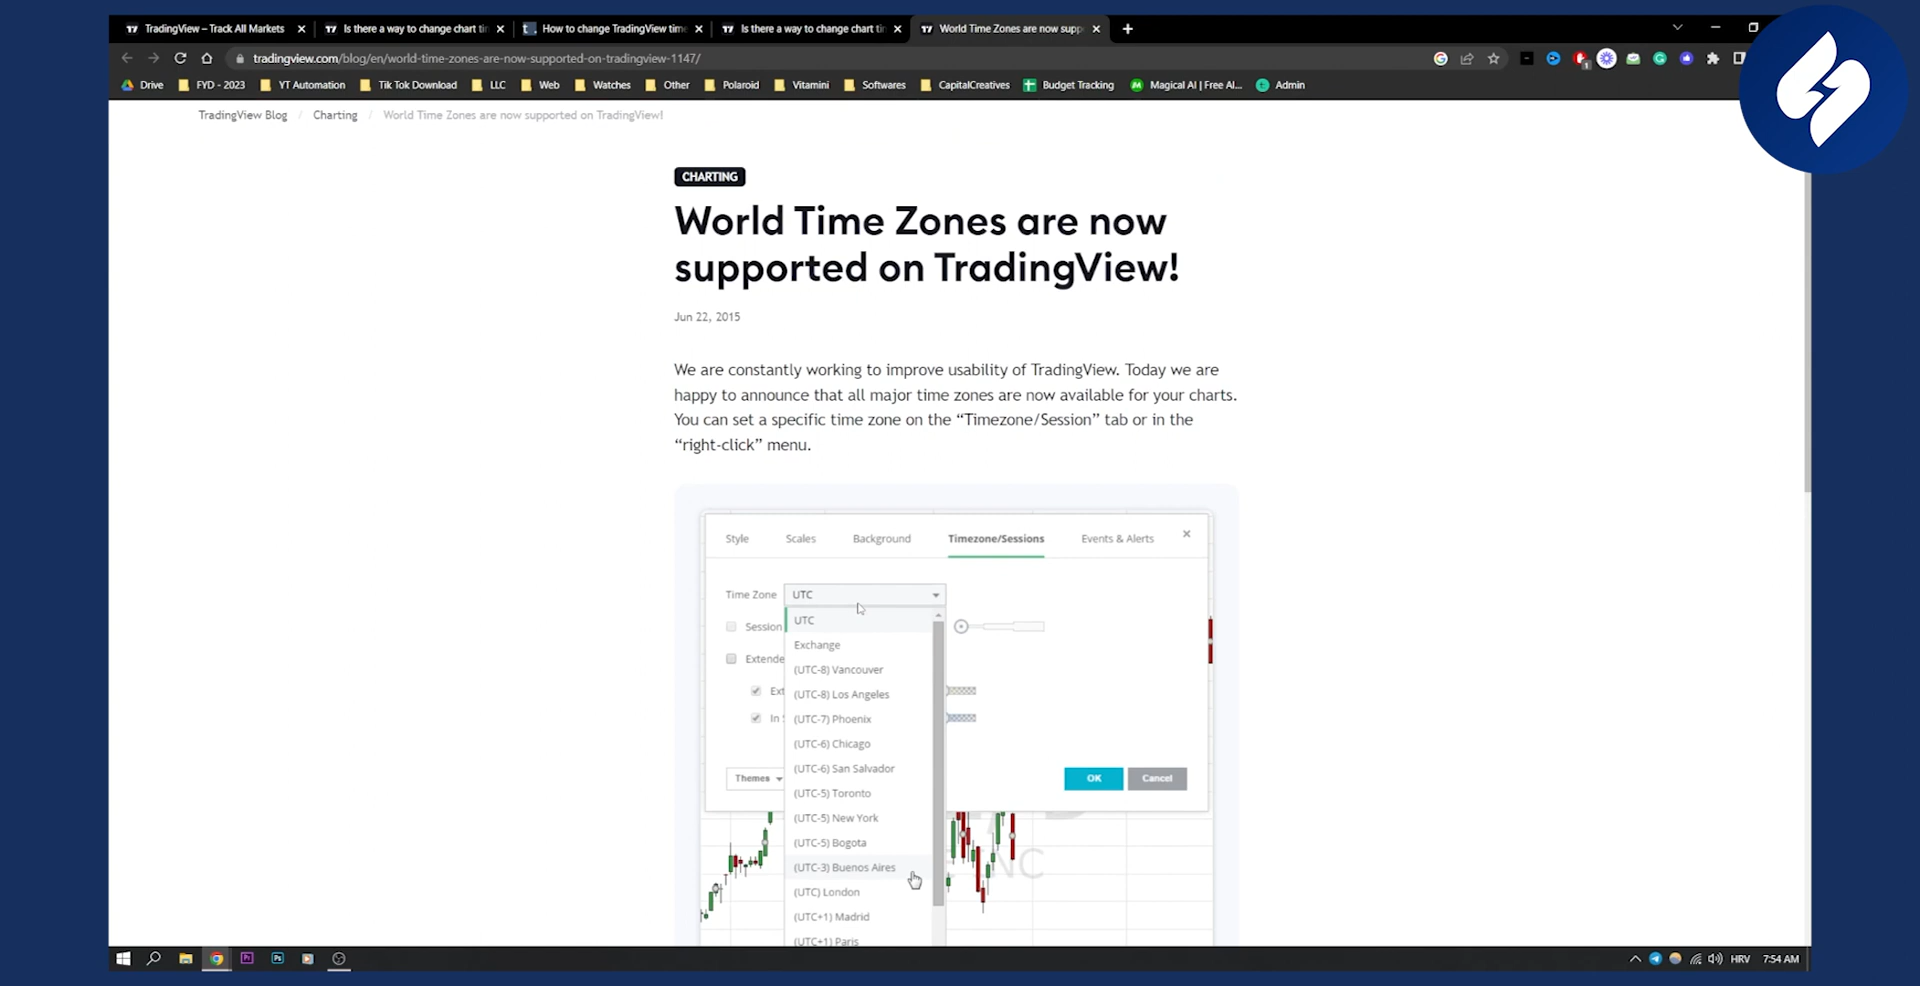 TradingView – Track All Markets
Is there a way to change chart tin
How to change TradingView time
Is there a way to change chart tin
World Time Zones are now supp
tradingview.com/blog/en/world-time-zones-are-now-supported-on-tradingview-1147/
Drive
FYD - 2023
YT Automation
Tik Tok Download
LLC
Web
Watches
Other
Polaroid
Vitamini
Softwares
CapitalCreatives
Budget Tracking
Magical AI | Free AI...
Admin
TradingView Blog / Charting / World Time Zones are now supported on TradingView!
CHARTING
World Time Zones are now
supported on TradingView!
Jun 22, 2015
We are constantly working to improve usability of TradingView. Today we are
happy to announce that all major time zones are now available for your charts.
You can set a specific time zone on the “Timezone/Session” tab or in the
“right-click” menu.
Style
Scales
Background
Timezone/Sessions
Events & Alerts
Time Zone
UTC
UTC
Session
Exchange
Extende
(UTC-8) Vancouver
Ext
(UTC-8) Los Angeles
In
(UTC-7) Phoenix
(UTC-6) Chicago
(UTC-6) San Salvador
Themes
OK
Cancel
(UTC-5) Toronto
(UTC-5) New York
(UTC-5) Bogota
(UTC-3) Buenos Aires
(UTC) London
(UTC+1) Madrid
(UTC+1) Paris
HRV
7:54 AM